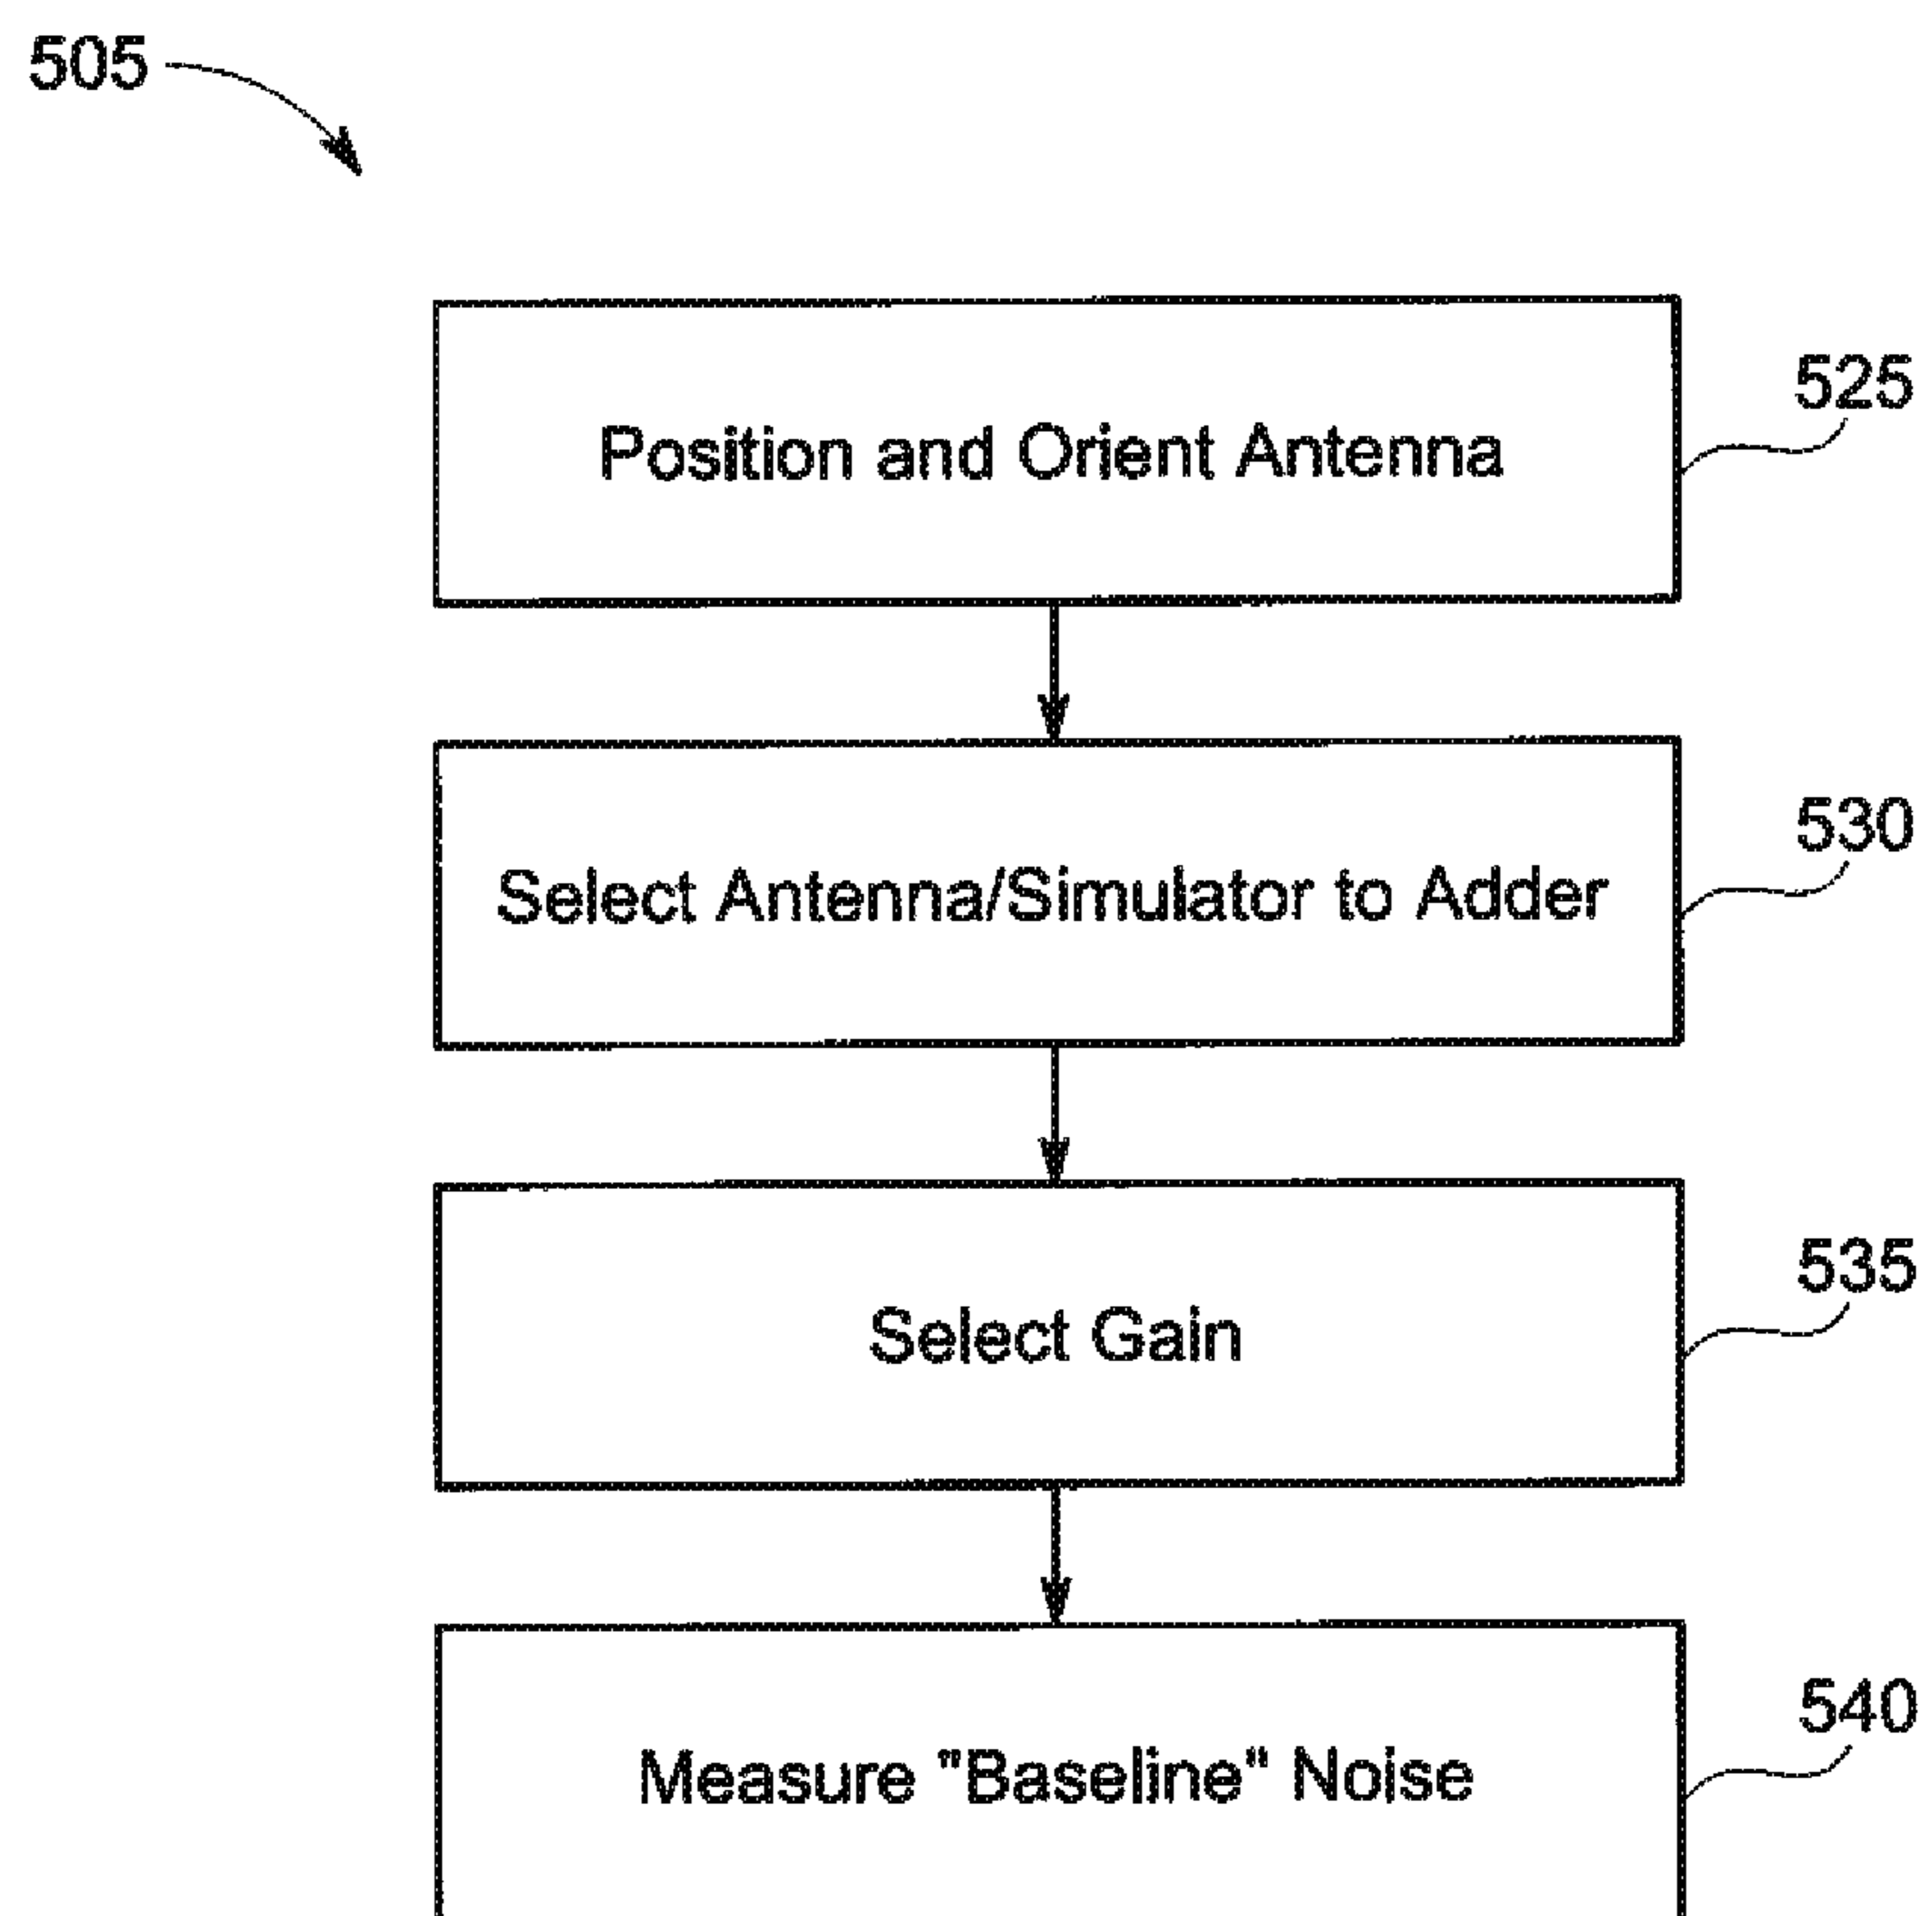 505
525
Position and Orient Antenna
530
Select Antenna/Simulator to Adder
535
Select Gain
540
Measure "Baseline" Noise